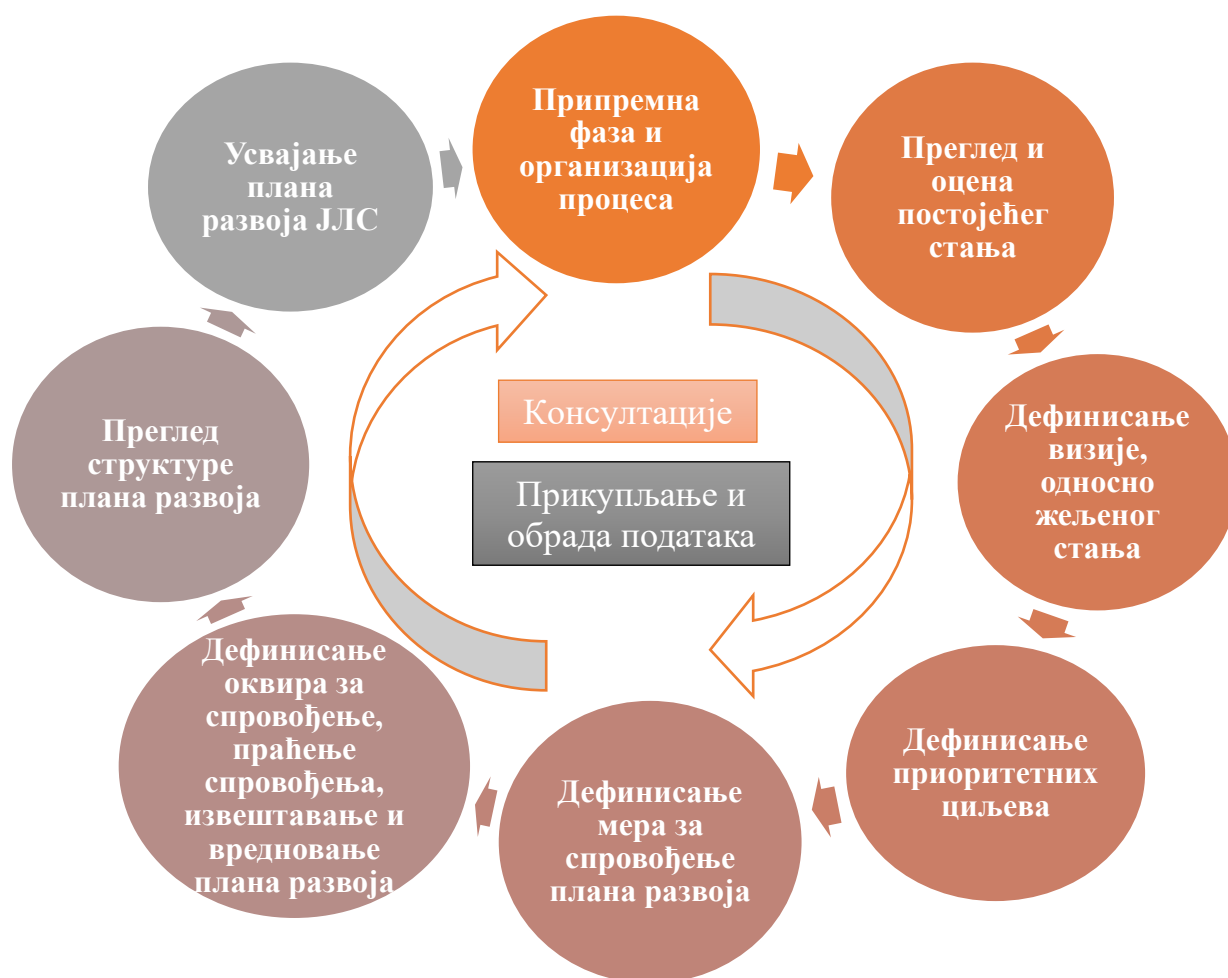 Припремна
фаза и
организација
процеса
Преглед и
оцена
постојећег
стања
Дефинисање
визије,
односно
жељеног
стања
Дефинисање
приоритетних
циљева
Дефинисање
мера за
спровођење
плана развоја
Дефинисање
оквира за
спровођење,
праћење
спровођења,
извештавање и
вредновање
плана развоја
Преглед
структуре
плана развоја
Усвајање
плана
развоја ЈЛС
Консултације
Прикупљање и
обрада података